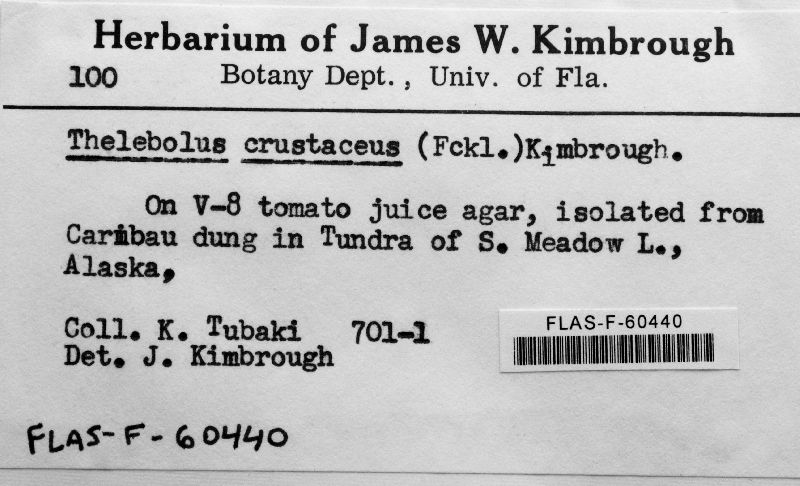 Herbarium of James W. Kimbrough
100 Botany Dept., Univ. of Fla.
Thelebolus crustaceus (Fckl.)Kimbrough.
On V-8 tomato juice agar, isolated from
Caribau dung in Tundra of S. Meadow L.,
Alaska,
Coll. K. Tubaki 701-1
Det. J. Kimbrough
FLAS-F-60440
FLAS-F-60440